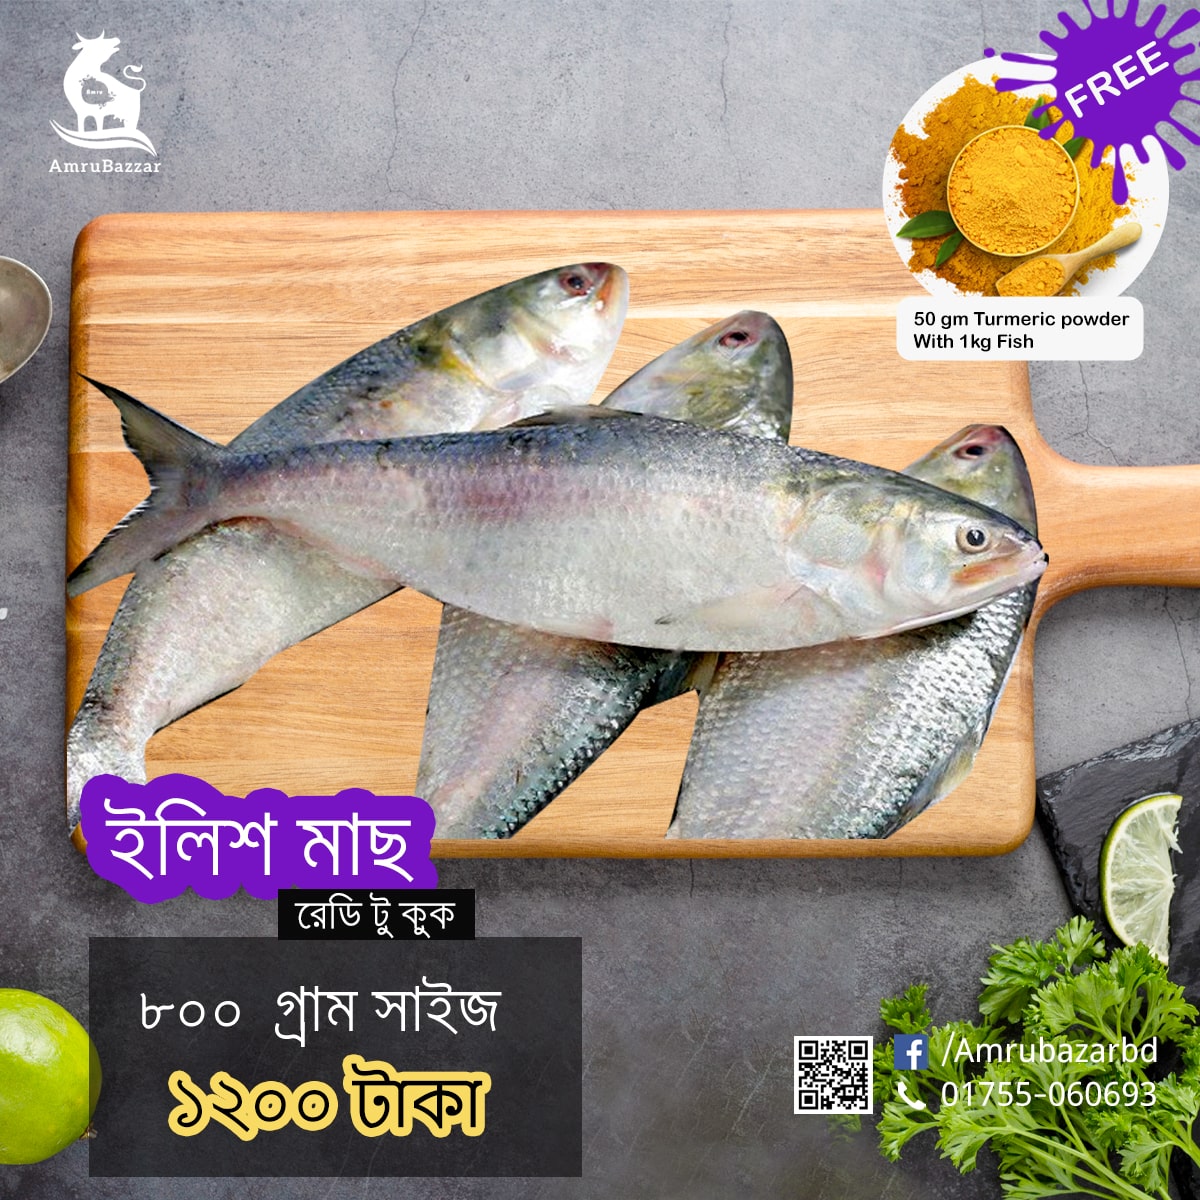 AmruBazzar
FREE
50 gm Turmeric powder
With 1kg Fish
ইলিশ মাছ
রেডি টু কুক
৮০০ গ্রাম সাইজ
১২০০ টাকা
/Amrubazarbd
01755-060693